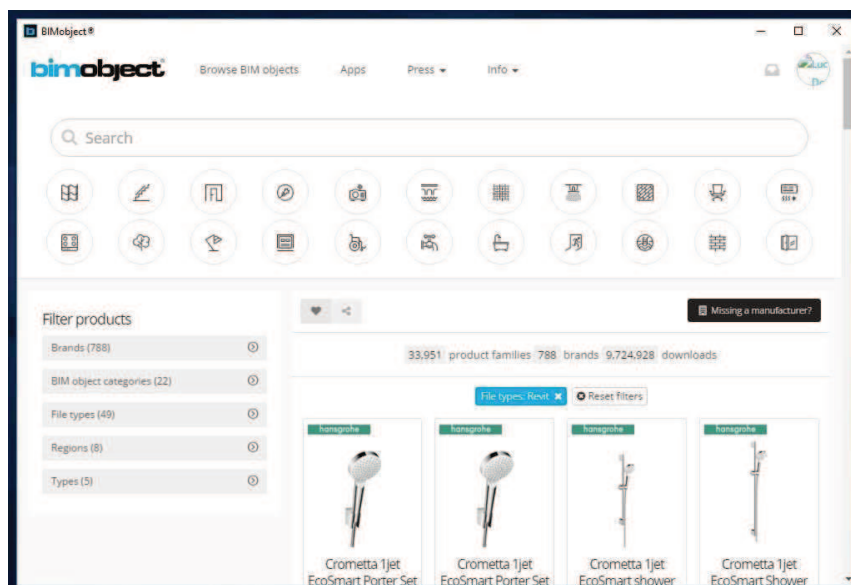 BIMobject®
bimobject®
Browse BIM objects
Apps
Press
Info
Search
Filter products
Brands (788)
BIM object categories (22)
File types (49)
Regions (8)
Types (5)
Missing a manufacturer?
33,951 product families 788 brands 9,724,928 downloads
File types: Revit
Reset filters
hansgrohe
hansgrohe
hansgrohe
hansgrohe
Crometta 1jet
EcoSmart Porter Set
Crometta 1jet
EcoSmart Porter Set
Crometta 1jet
EcoSmart shower
Crometta 1jet
EcoSmart Shower